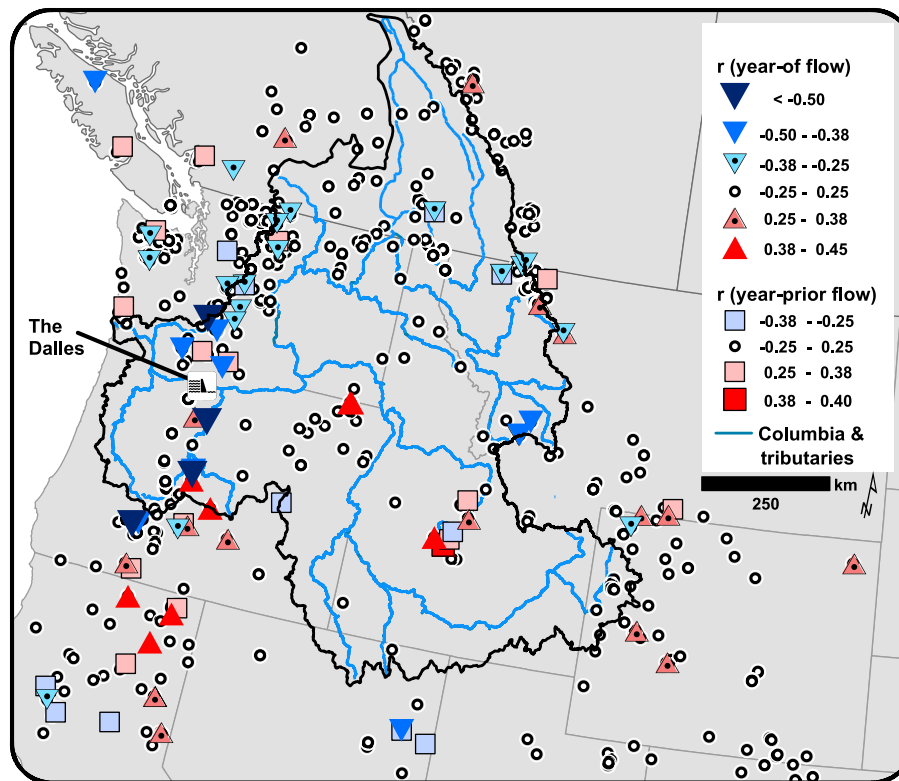 r (year-of flow)
< -0.50
-0.50 - -0.38
-0.38 - -0.25
-0.25 - 0.25
0.25 - 0.38
0.38 - 0.45
r (year-prior flow)
-0.38 - -0.25
-0.25 - 0.25
0.25 - 0.38
0.38 - 0.40
Columbia &
tributaries
km
250
N
The
Dalles